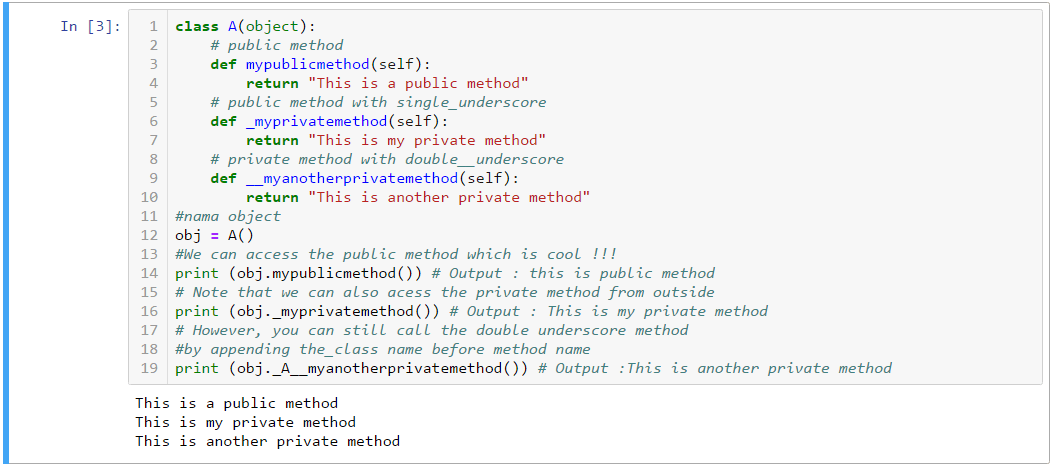 In [3]:
1 class A(object):
2     # public method
3     def mypublicmethod(self):
4         return "This is a public method"
5     # public method with single_underscore
6     def _myprivatemethod(self):
7         return "This is my private method"
8     # private method with double__underscore
9     def __myanotherprivatemethod(self):
10         return "This is another private method"
11 #nama object
12 obj = A()
13 #We can access the public method which is cool !!!
14 print (obj.mypublicmethod()) # Output : this is public method
15 # Note that we can also acess the private method from outside
16 print (obj._myprivatemethod()) # Output : This is my private method
17 # However, you can still call the double underscore method
18 #by appending the_class name before method name
19 print (obj._A__myanotherprivatemethod()) # Output :This is another private method
This is a public method
This is my private method
This is another private method